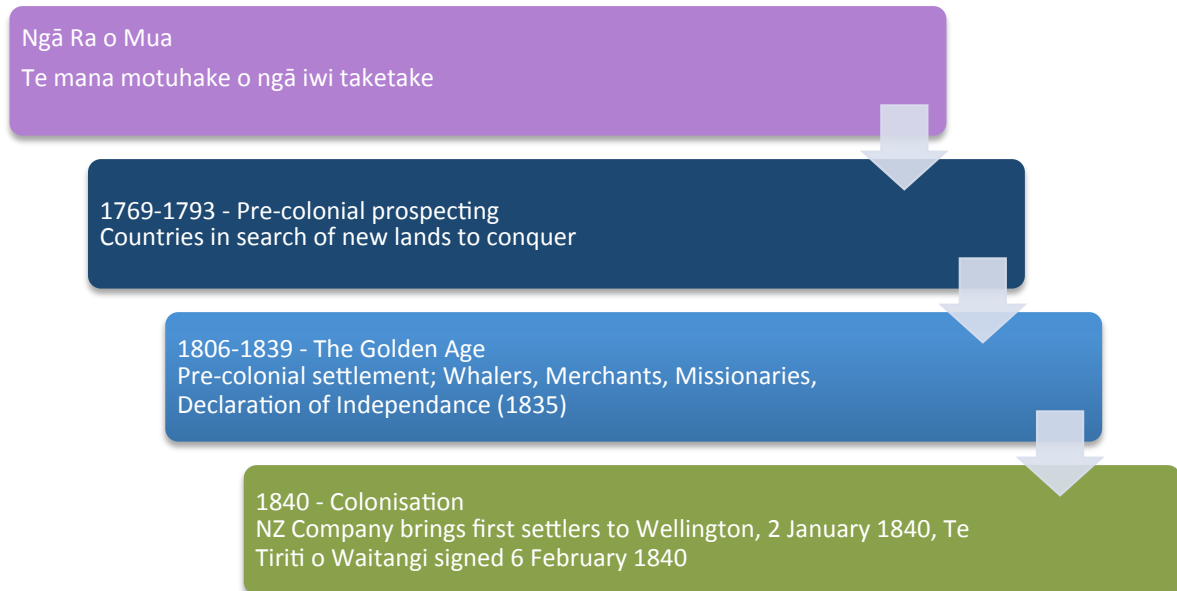 Ngā Ra o Mua
Te mana motuhake o ngā iwi taketake
1769-1793 - Pre-colonial prospecting
Countries in search of new lands to conquer
1806-1839 - The Golden Age
Pre-colonial settlement; Whalers, Merchants, Missionaries,
Declaration of Independance (1835)
1840 - Colonisation
NZ Company brings first settlers to Wellington, 2 January 1840, Te
Tiriti o Waitangi signed 6 February 1840